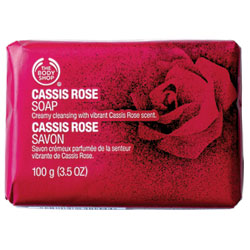 THE
BODY
SHOP
®
CASSIS ROSE
SOAP
Creamy cleansing with vibrant Cassis Rose scent.
CASSIS ROSE
SAVON
Savon crémeux parfumée de la senteur
vibrante de Cassis Rose.
100 g (3.5 OZ)